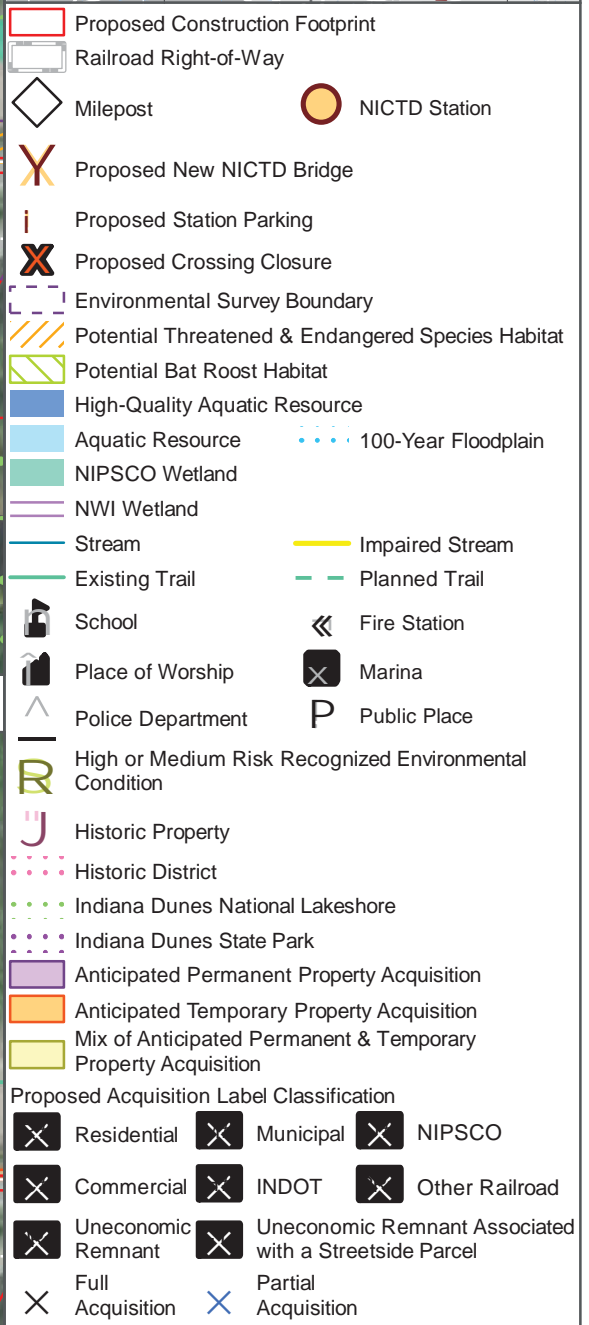 Proposed Construction Footprint
Railroad Right-of-Way
Milepost
NICTD Station
Proposed New NICTD Bridge
Proposed Station Parking
Proposed Crossing Closure
Environmental Survey Boundary
Potential Threatened & Endangered Species Habitat
Potential Bat Roost Habitat
High-Quality Aquatic Resource
Aquatic Resource
100-Year Floodplain
NIPSCO Wetland
NWI Wetland
Stream
Impaired Stream
Existing Trail
Planned Trail
School
Fire Station
Place of Worship
Marina
Police Department
P Public Place
High or Medium Risk Recognized Environmental
Condition
Historic Property
Historic District
Indiana Dunes National Lakeshore
Indiana Dunes State Park
Anticipated Permanent Property Acquisition
Anticipated Temporary Property Acquisition
Mix of Anticipated Permanent & Temporary
Property Acquisition
Proposed Acquisition Label Classification
Residential
Municipal
NIPSCO
Commercial
INDOT
Other Railroad
Uneconomic
Remnant
Uneconomic Remnant Associated
with a Streetside Parcel
Full
Acquisition
Partial
Acquisition